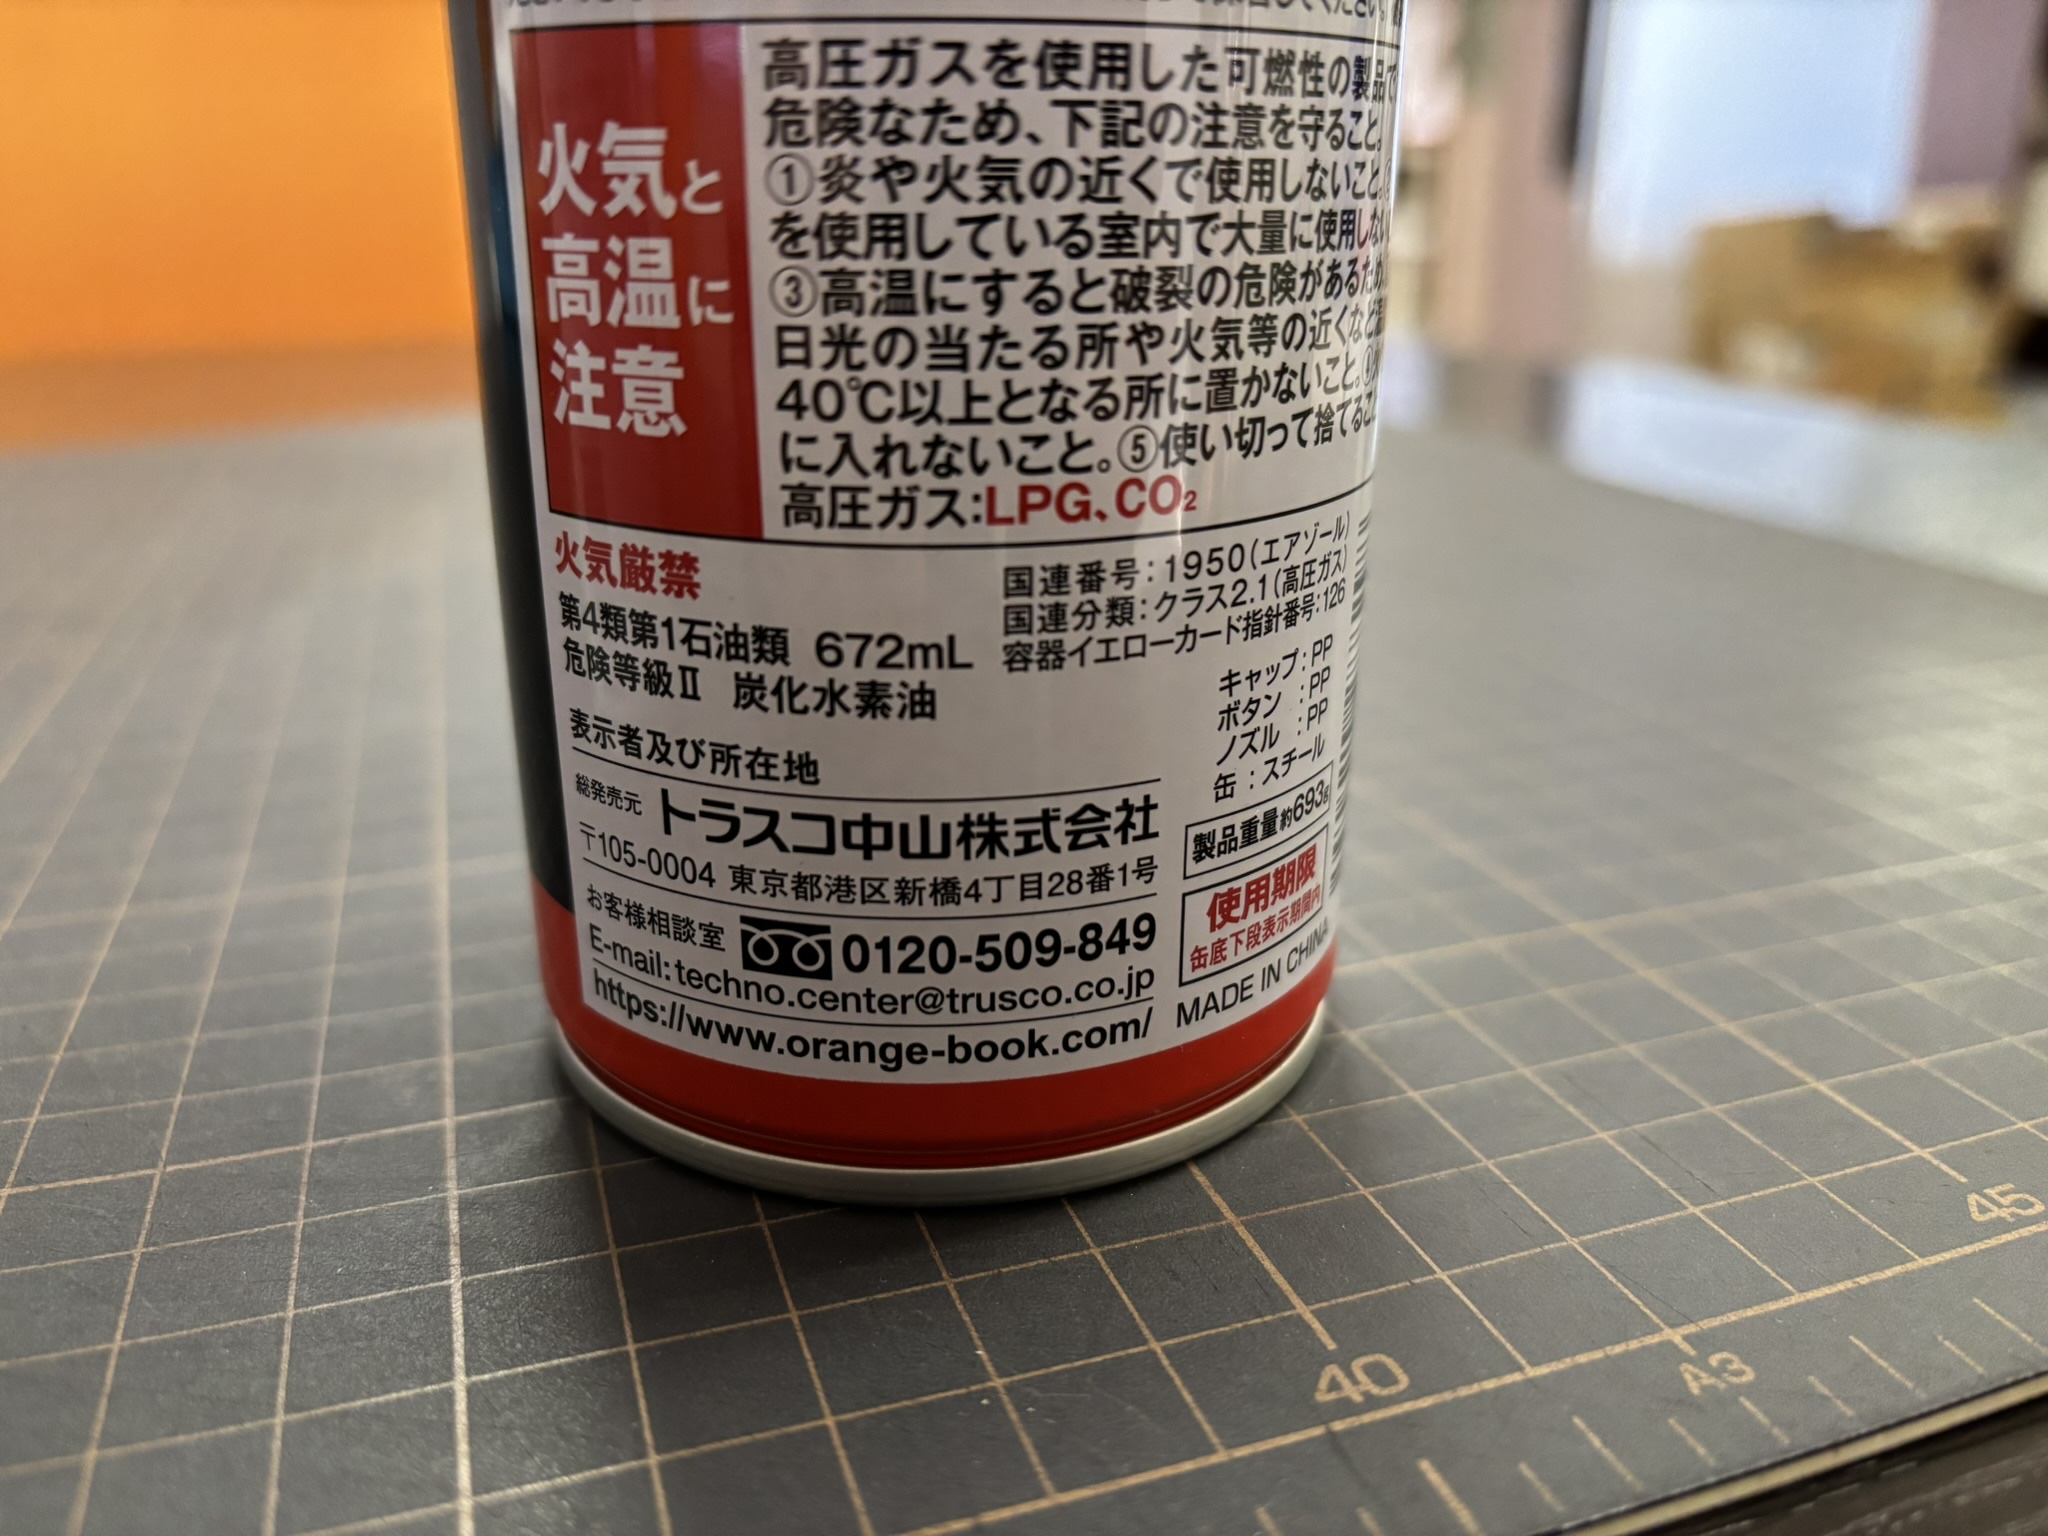 火気と
高温に
注意
高圧ガスを使用した可燃性の製品で
危険なため、下記の注意を守ること。
①炎や火気の近くで使用しないこと。
を使用している室内で大量に使用しない
③高温にすると破裂の危険があるため、
日光の当たる所や火気等の近くなど温
40℃以上となる所に置かないこと。④火
に入れないこと。⑤使い切って捨てること
高圧ガス:LPG、CO₂
火気厳禁
第4類第1石油類 672mL
危険等級Ⅱ 炭化水素油
国連番号:1950(エアゾール)
国連分類:クラス2.1(高圧ガス)
容器イエローカード指針番号:126
キャップ:PP
ボタン :PP
ノズル :PP
缶:スチール
表示者及び所在地
総発売元 トラスコ中山株式会社
〒105-0004 東京都港区新橋4丁目28番1号
お客様相談室 0120-509-849
E-mail:techno.center@trusco.co.jp
https://www.orange-book.com/
製品重量約693g
使用期限
缶底下段表示期間内
MADE IN CHINA
40
A3
45